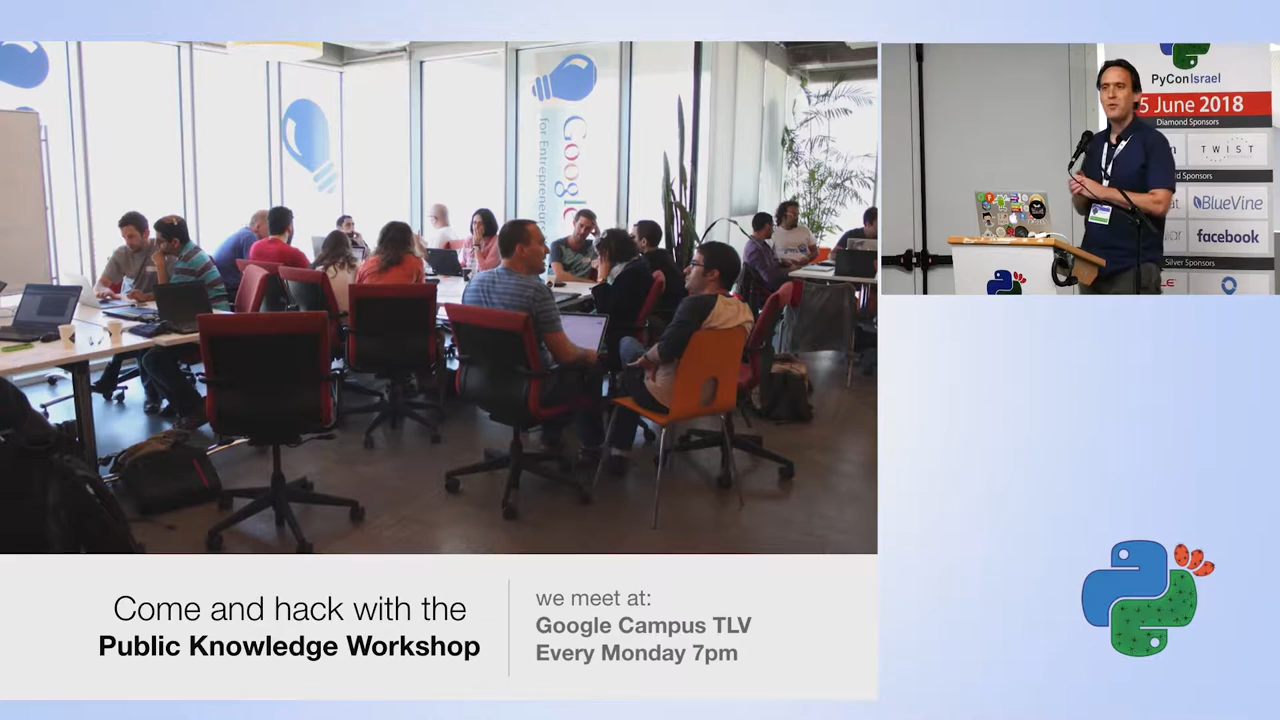 Google
for Entrepreneurs
PyConIsrael
5 June 2018
Diamond Sponsors
TWIST
BlueVine
facebook
Silver Sponsors
Come and hack with the
Public Knowledge Workshop
we meet at:
Google Campus TLV
Every Monday 7pm